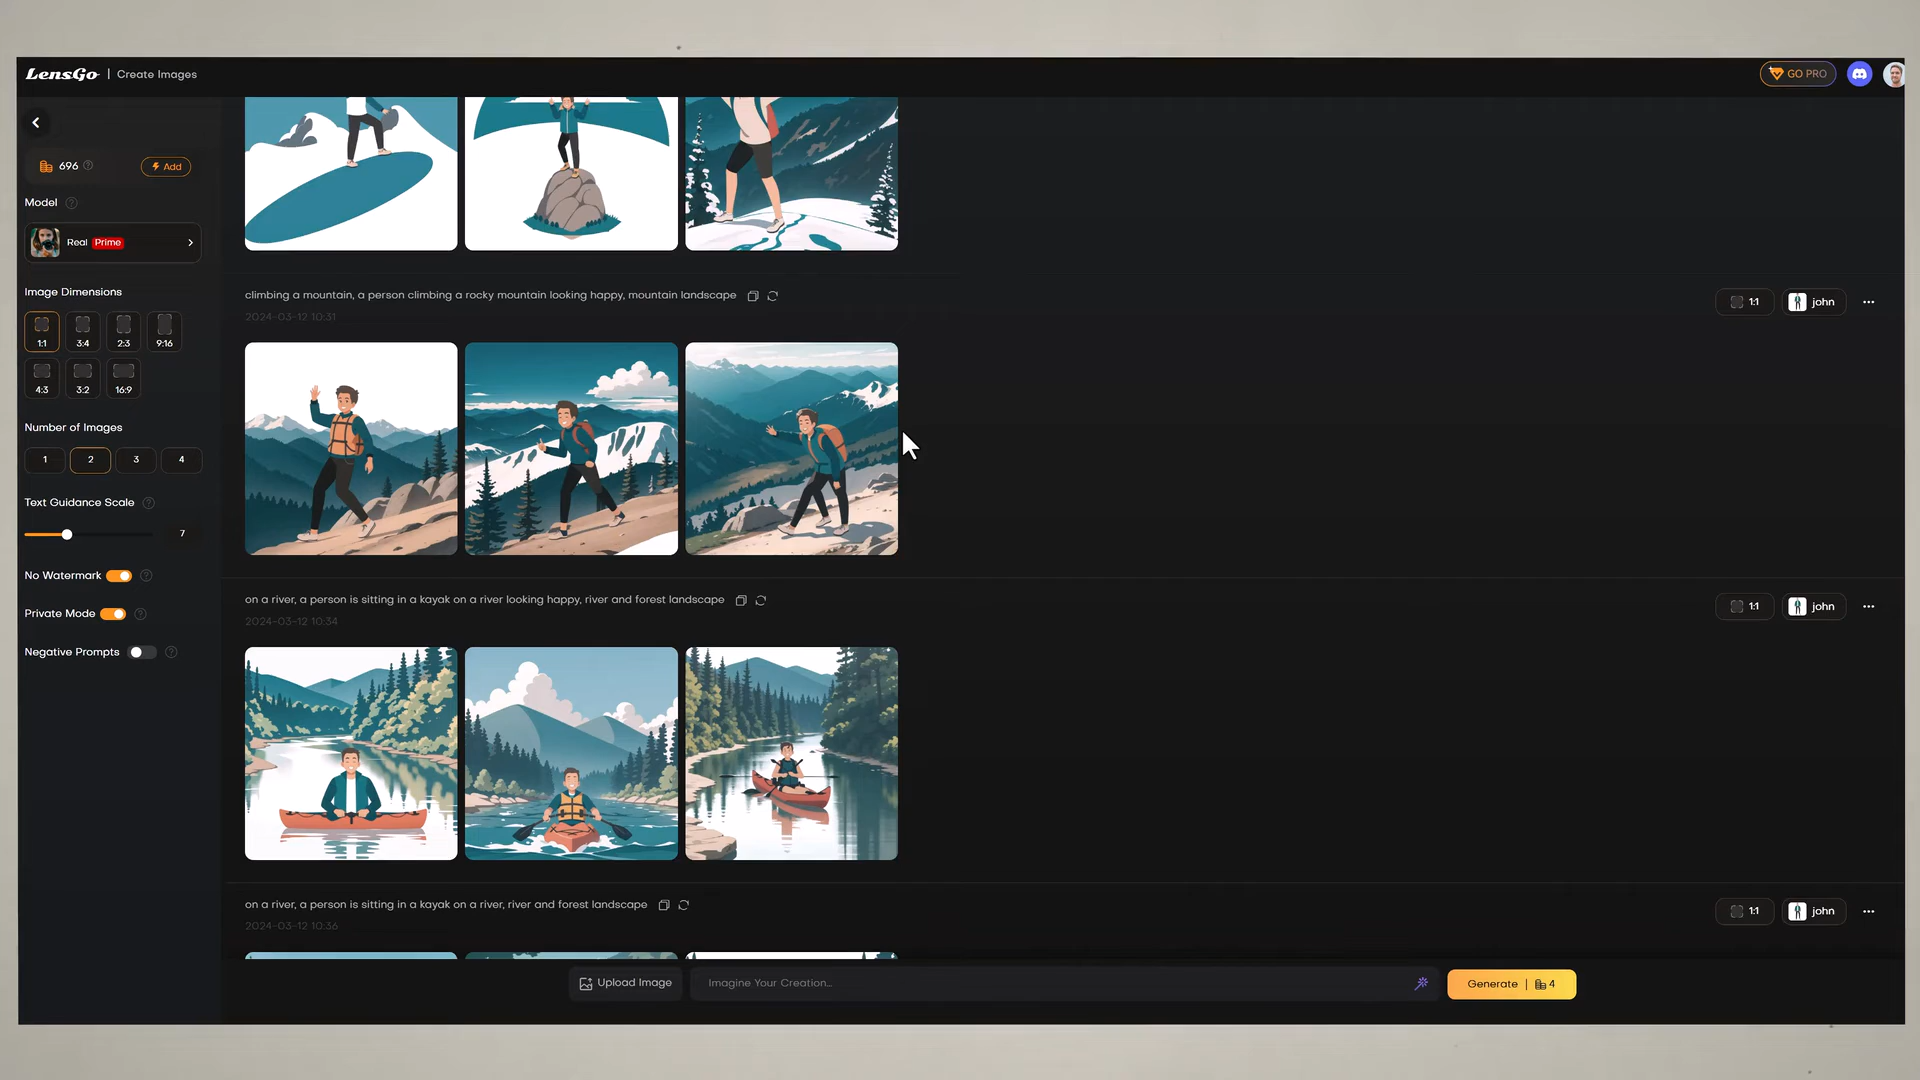 LensGo | Create Images
GO PRO
696
Add
Model
Real Prime
Image Dimensions
1:1
3:4
2:3
9:16
4:3
3:2
16:9
Number of Images
1
2
3
4
Text Guidance Scale
7
No Watermark
Private Mode
Negative Prompts
climbing a mountain, a person climbing a rocky mountain looking happy, mountain landscape
2024-03-12 10:31
1:1
john
on a river, a person is sitting in a kayak on a river looking happy, river and forest landscape
2024-03-12 10:34
1:1
john
on a river, a person is sitting in a kayak on a river, river and forest landscape
2024-03-12 10:36
1:1
john
Upload Image
Imagine Your Creation...
Generate | 4